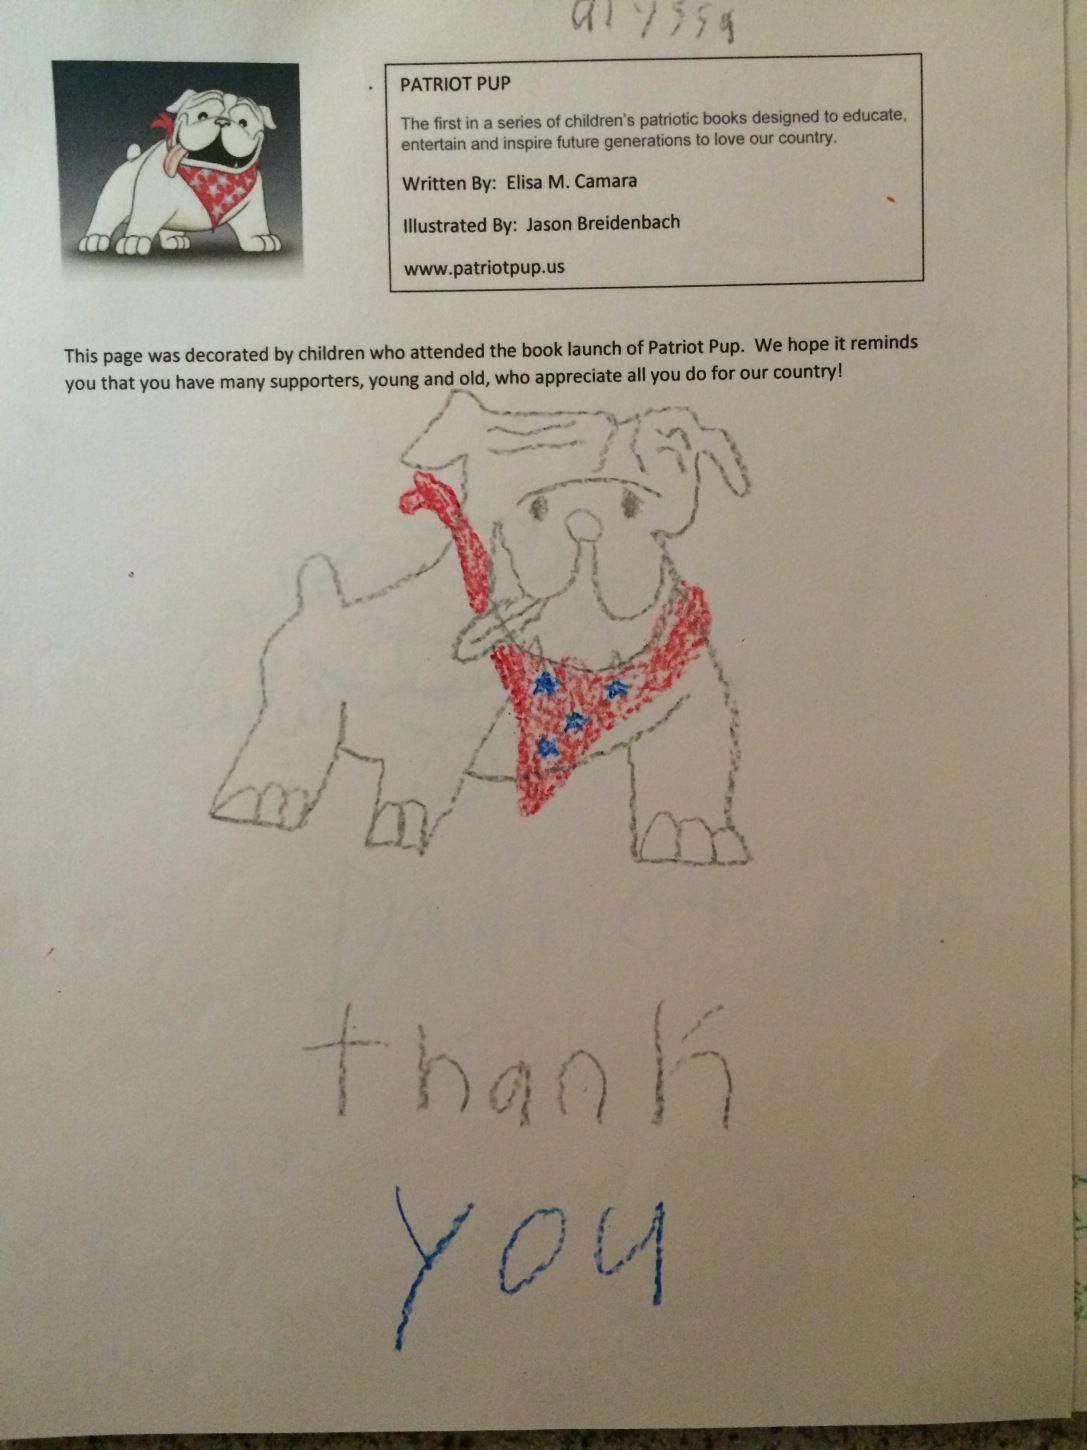 alyssa
PATRIOT PUP
The first in a series of children's patriotic books designed to educate,
entertain and inspire future generations to love our country.
Written By: Elisa M. Camara
Illustrated By: Jason Breidenbach
www.patriotpup.us
This page was decorated by children who attended the book launch of Patriot Pup. We hope it reminds
you that you have many supporters, young and old, who appreciate all you do for our country!
thank
you